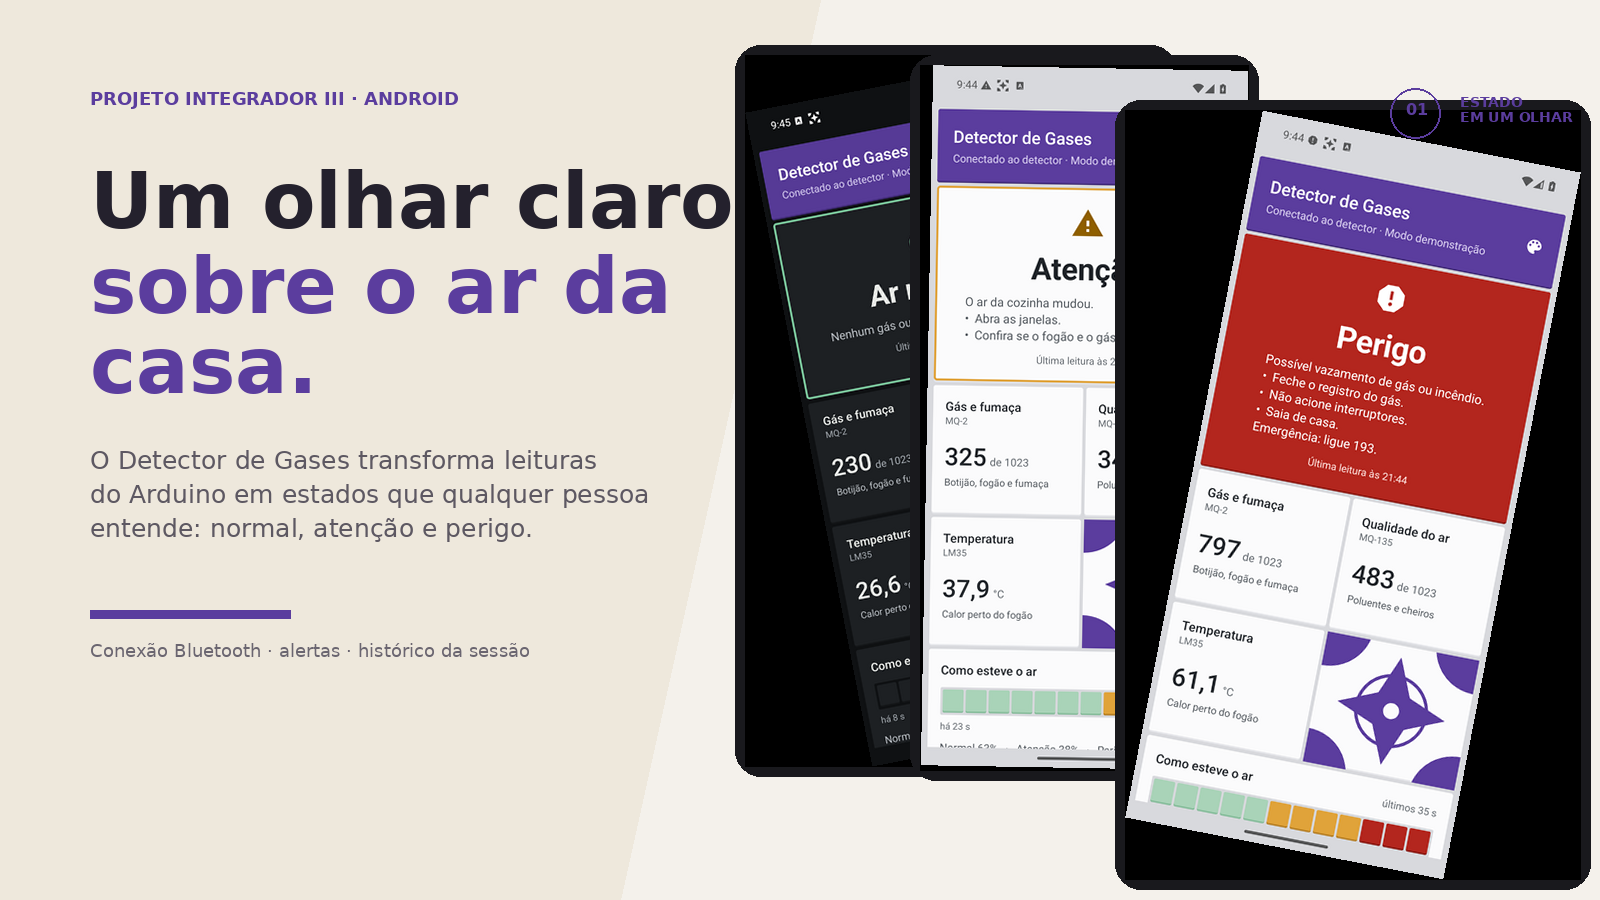 PROJETO INTEGRADOR III · ANDROID
Um olhar claro
sobre o ar da
casa.
O Detector de Gases transforma leituras
do Arduino em estados que qualquer pessoa
entende: normal, atenção e perigo.
Conexão Bluetooth · alertas · histórico da sessão
9:45
Detector de Gases
Conectado ao detector ·
Ar
Nenhum gás ou
Gás e fumaça
MQ-2
230 de 1023
Botijão, fogão e
Temperatura
LM35
26,6
Calor perto
Como
há 8 s
9:44
Detector de Gases
Conectado ao detector · Modo
O ar da cozinha mudou.
• Abra as janelas.
• Confira se o fogão e o gás
Última leitura às
Gás e fumaça
MQ-2
325 de 1023
Botijão, fogão e fumaça
Temperatura
LM35
37,9 °C
Calor perto do fogão
Como esteve o ar
há 23 s
01
ESTADO
EM UM OLHAR
9:44
Detector de Gases
Conectado ao detector · Modo demonstração
Perigo
Possível vazamento de gás ou incêndio.
• Feche o registro do gás.
• Não acione interruptores.
• Saia de casa.
Emergência: ligue 193.
Última leitura às 21:44
Gás e fumaça
MQ-2
797 de 1023
Botijão, fogão e fumaça
Qualidade do ar
MQ-135
483 de 1023
Poluentes e cheiros
Temperatura
LM35
61,1 °C
Calor perto do fogão
Como esteve o ar
últimos 35 s